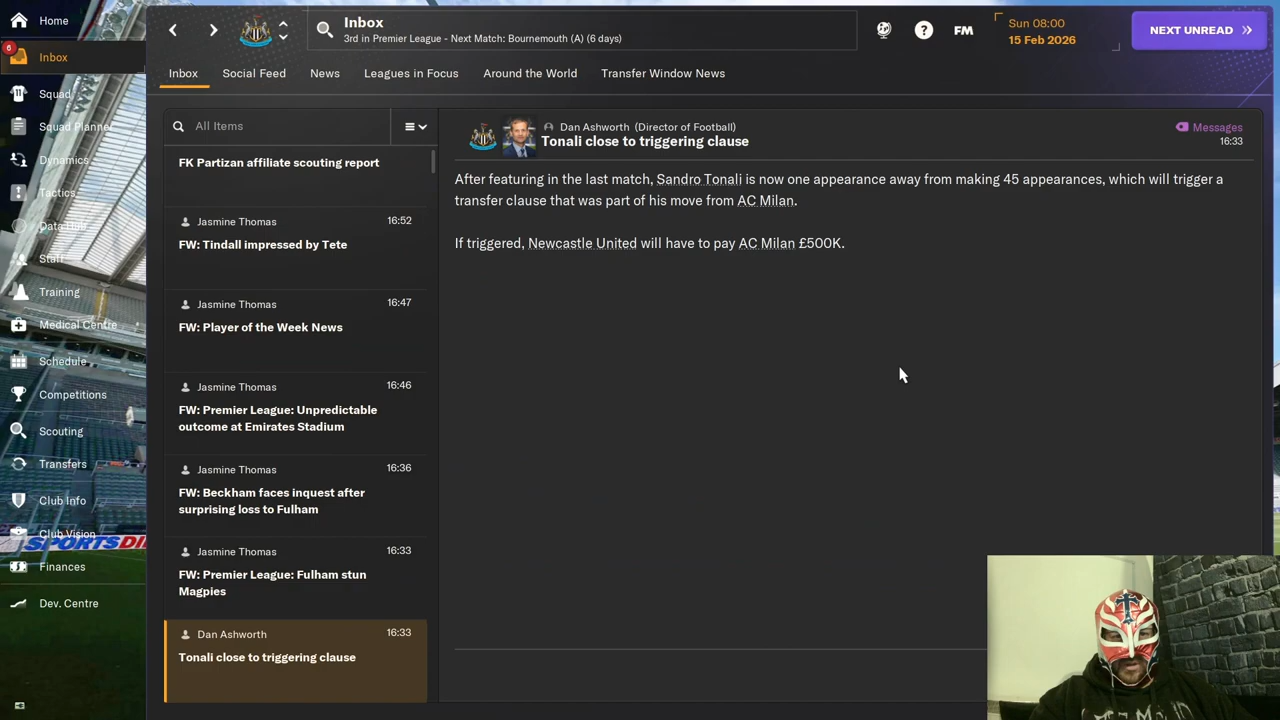 Home
6
Inbox
Squad
Squad Planner
Dynamics
Tactics
Data Hub
Staff
Training
Medical Centre
Schedule
Competitions
Scouting
Transfers
Club Info
Club Vision
SPORTS DI
Finances
Dev. Centre
Inbox
3rd in Premier League - Next Match: Bournemouth (A) (6 days)
?
FM
Sun 08:00
15 Feb 2026
NEXT UNREAD
Inbox
Social Feed
News
Leagues in Focus
Around the World
Transfer Window News
All Items
FK Partizan affiliate scouting report
Jasmine Thomas 16:52
FW: Tindall impressed by Tete
Jasmine Thomas 16:47
FW: Player of the Week News
Jasmine Thomas 16:46
FW: Premier League: Unpredictable
outcome at Emirates Stadium
Jasmine Thomas 16:36
FW: Beckham faces inquest after
surprising loss to Fulham
Jasmine Thomas 16:33
FW: Premier League: Fulham stun
Magpies
Dan Ashworth 16:33
Tonali close to triggering clause
Dan Ashworth (Director of Football)
Tonali close to triggering clause
Messages
16:33
After featuring in the last match, Sandro Tonali is now one appearance away from making 45 appearances, which will trigger a
transfer clause that was part of his move from AC Milan.
If triggered, Newcastle United will have to pay AC Milan £500K.